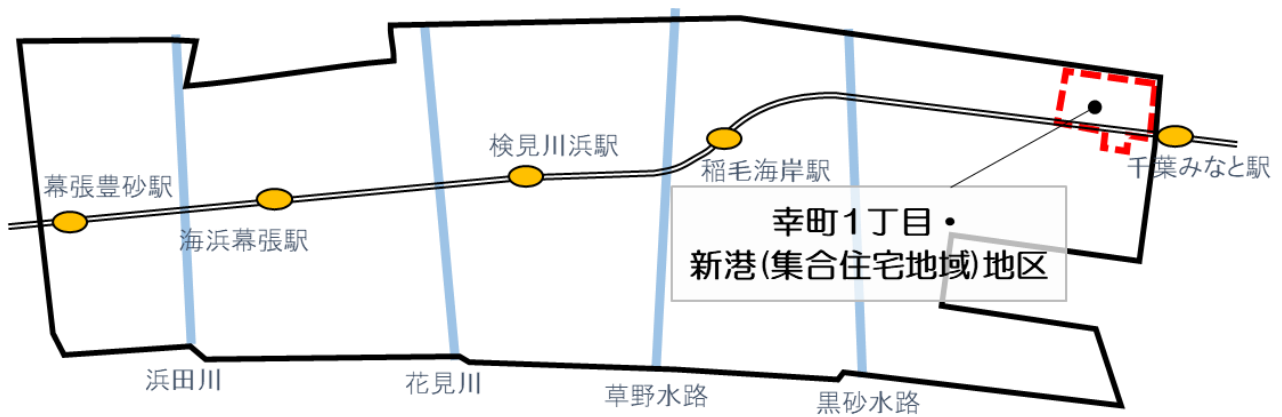 検見川浜駅
稲毛海岸駅
千葉みなと駅
幕張豊砂駅
海浜幕張駅
幸町1丁目・
新港(集合住宅地域)地区
浜田川
花見川
草野水路
黒砂水路